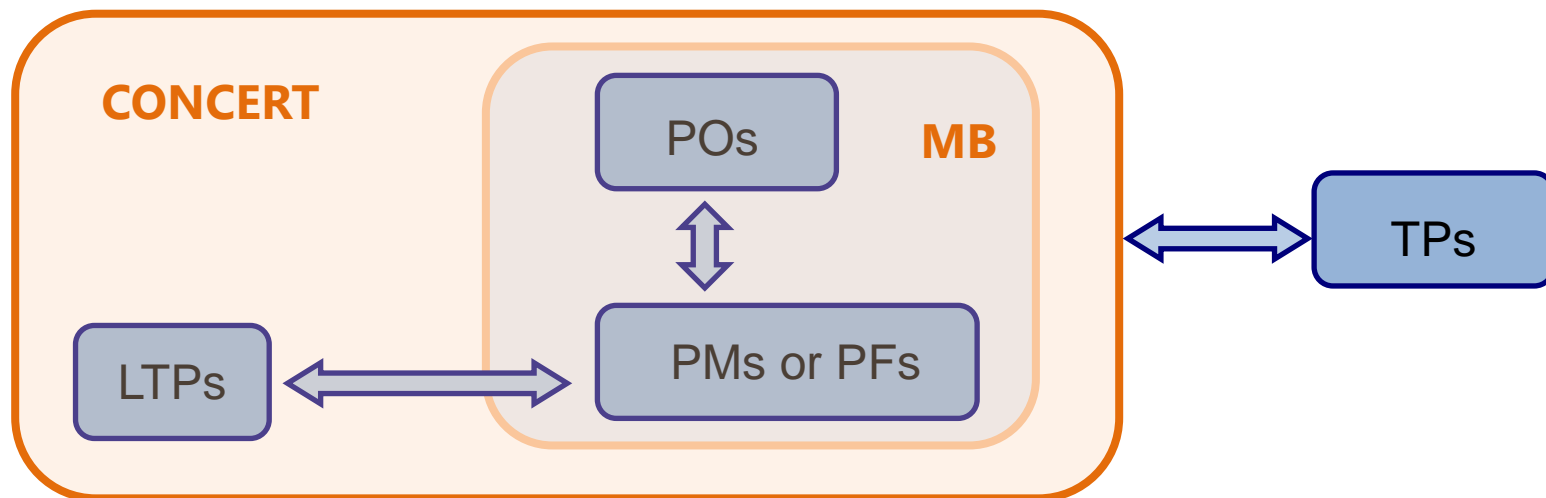 CONCERT
POs
MB
TPs
PMs or PFs
LTPs